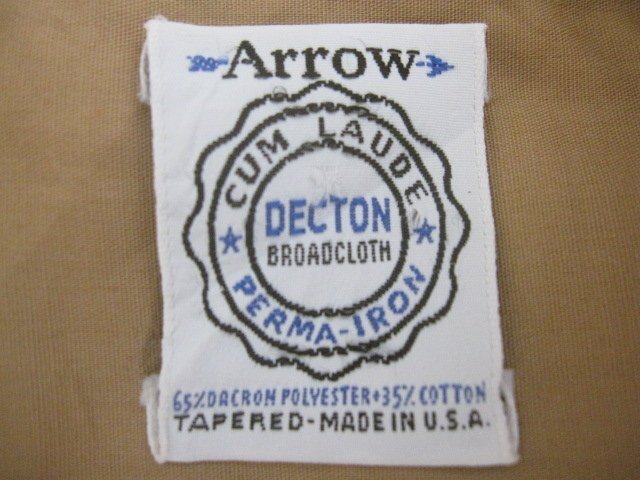 Arrow
CUM LAUDE
DECTON
BROADCLOTH
PERMA-IRON
65% DACRON POLYESTER+35% COTTON
TAPERED-MADE IN U.S.A.